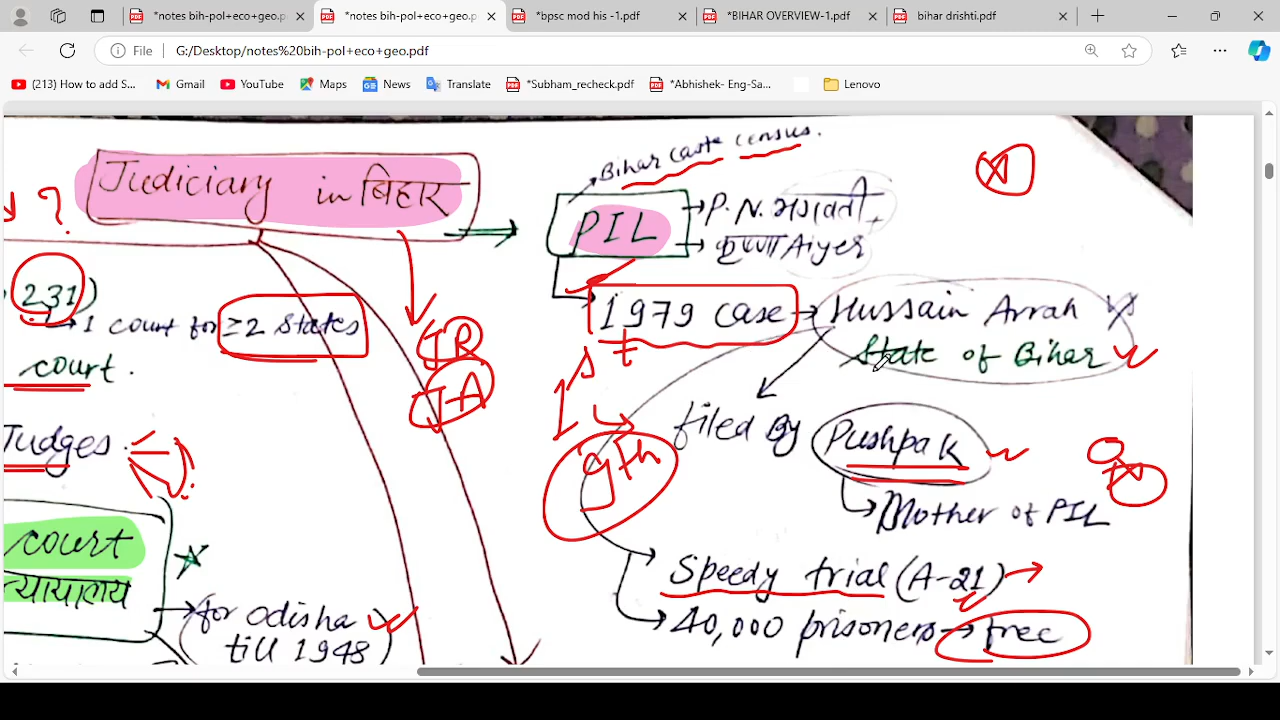 *notes bih-pol+eco+geo.p
*notes bih-pol+eco+geo.p
*bpsc mod his -1.pdf
*BIHAR OVERVIEW-1.pdf
bihar drishti.pdf
File
G:/Desktop/notes%20bih-pol+eco+geo.pdf
(213) How to add S...
Gmail
YouTube
Maps
News
Translate
*Subham_recheck.pdf
*Abhishek- Eng-Sa...
Lenovo
Bihar caste census.
Judiciary in बिहार
PIL
P. N. भगवती
कृष्णा Aiyer
?
231)
1 court for ≥2 States
court.
1979 case → Hussain Arrah vs
State of Bihar
JR
JA
1st
9th
filed By Pushpak
Mother of PIL
Judges.
court
न्यायालय
for odisha
till 1948)
Speedy trial (A-21) →
40,000 prisoners → free